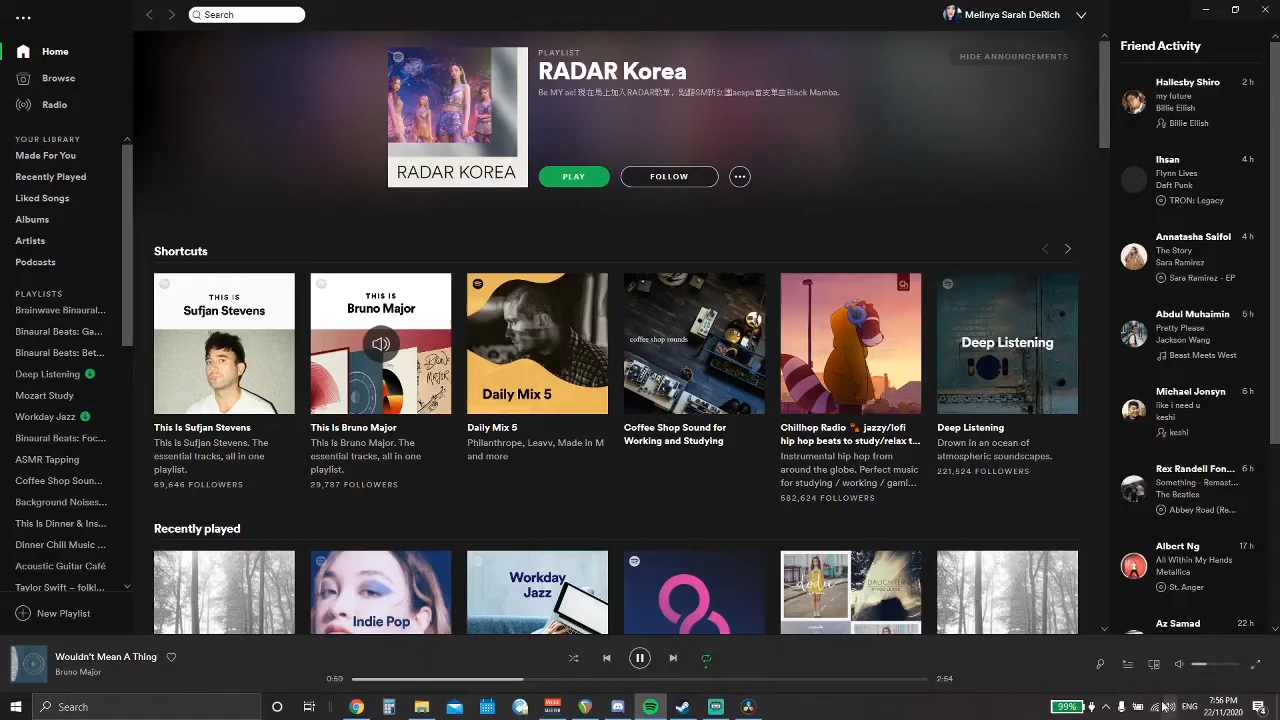 Search
Melinya Sarah DeRich
Home
Browse
Radio
YOUR LIBRARY
Made For You
Recently Played
Liked Songs
Albums
Artists
Podcasts
PLAYLISTS
Brainwave Binaural...
Binaural Beats: Ga...
Binaural Beats: Bet...
Deep Listening
Mozart Study
Workday Jazz
Binaural Beats: Foc...
ASMR Tapping
Coffee Shop Soun...
Background Noises...
This Is Dinner & Ins...
Dinner Chill Music ...
Acoustic Guitar Café
Taylor Swift – folk...
New Playlist
RADAR KOREA
PLAYLIST
RADAR Korea
HIDE ANNOUNCEMENTS
PLAY
FOLLOW
Shortcuts
THIS IS
Sufjan Stevens
This Is Sufjan Stevens
This Is Sufjan Stevens. The
essential tracks, all in one
playlist.
69,646 FOLLOWERS
THIS IS
Bruno Major
This Is Bruno Major
This Is Bruno Major. The
essential tracks, all in one
playlist.
29,787 FOLLOWERS
Daily Mix 5
Daily Mix 5
Philanthrope, Leavv, Made in M
and more
coffee shop sounds
Coffee Shop Sound for
Working and Studying
Ch
Chillhop Radio 🐾 jazzy/lofi
hip hop beats to study/relax t...
Instrumental hip hop from
around the globe. Perfect music
for studying / working / gami...
682,624 FOLLOWERS
Deep Listening
Deep Listening
Drown in an ocean of
atmospheric soundscapes.
221,524 FOLLOWERS
Recently played
Indie Pop
Workday
Jazz
dodie
DAUGHTER
IF YOU LEAVE
Friend Activity
Hallesby Shiro 2 h
my future
Billie Eilish
Billie Eilish
Ihsan 4 h
Flynn Lives
Daft Punk
TRON: Legacy
Annatasha Saifol 4 h
The Story
Sara Ramirez
Sara Ramirez - EP
Abdul Muhaimin 5 h
Pretty Please
Jackson Wang
Beast Meets West
Michael Jonsyn 6 h
like i need u
keshi
keshi
Rex Randell Fon... 6 h
Something - Remast...
The Beatles
Abbey Road (Re...
Albert Ng 17 h
All Within My Hands
Metallica
St. Anger
Az Samad 22 h
Wouldn't Mean A Thing
Bruno Major
0:50
2:54
Search
VOICE
MEETER
99%
7:56 PM
22/11/2020